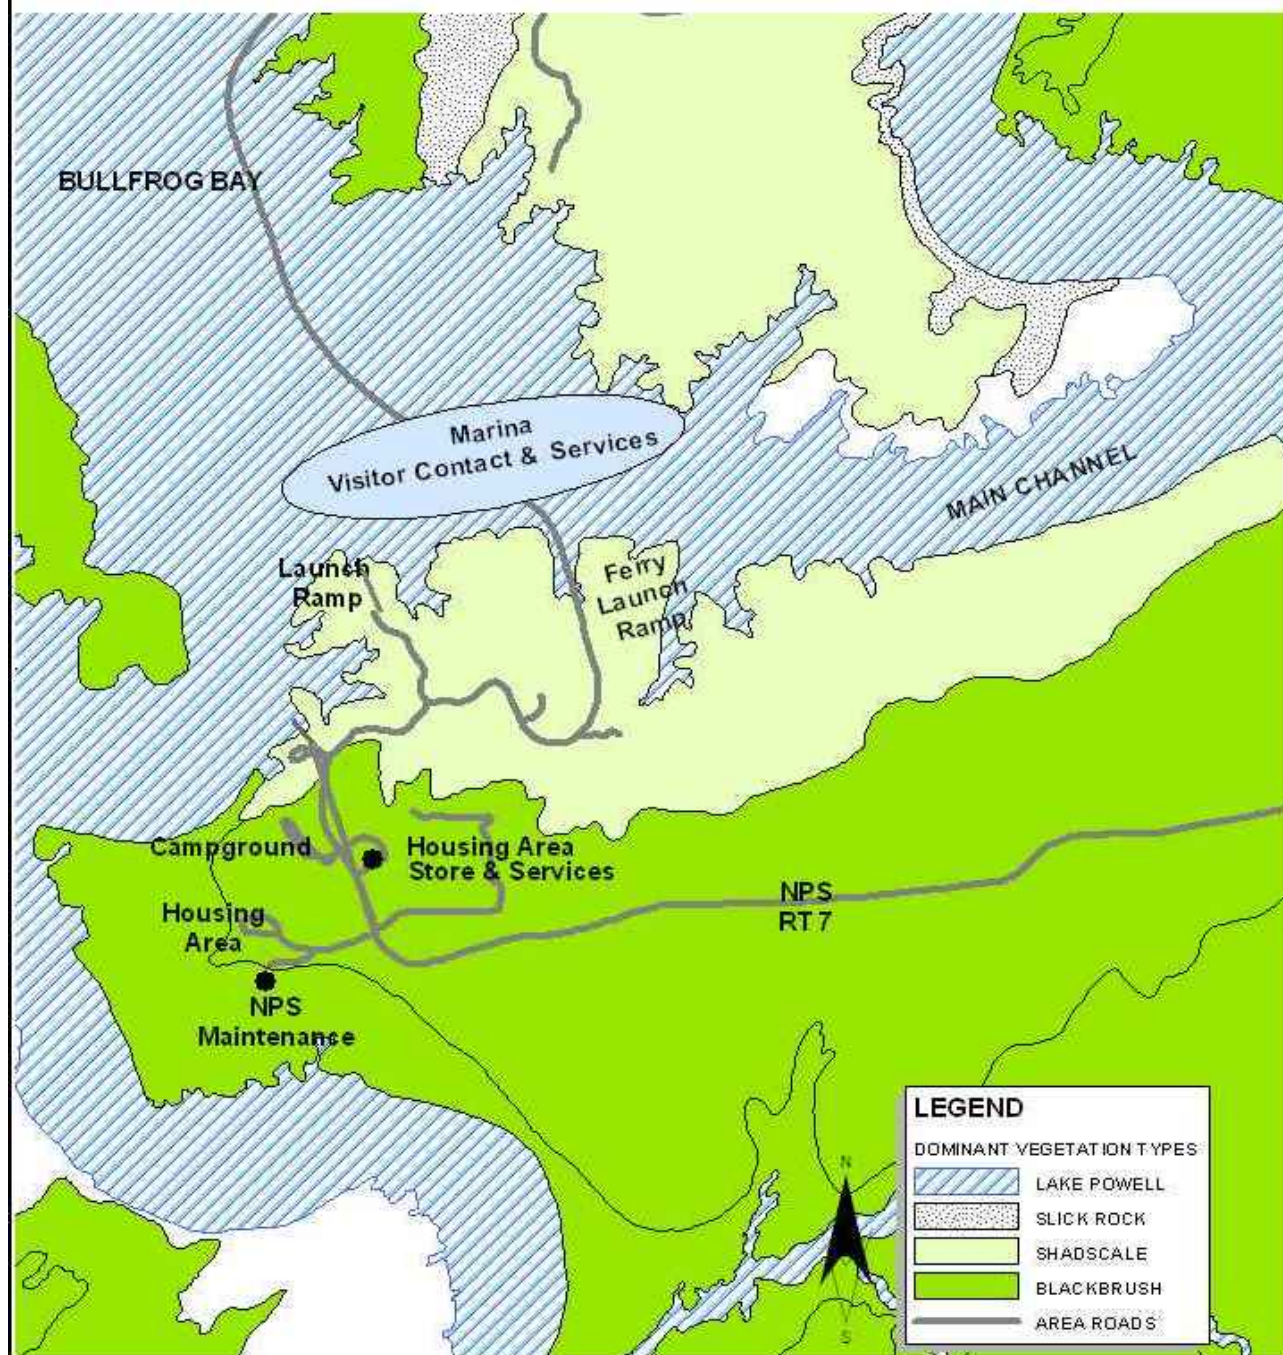 BULLFROG BAY
Marina
Visitor Contact & Services
MAIN CHANNEL
Launch
Ramp
Ferry
Launch
Ramp
Campground
Housing Area
Store & Services
Housing
Area
NPS
RT 7
NPS
Maintenance
N
S
LEGEND
DOMINANT VEGETATION TYPES
LAKE POWELL
SLICK ROCK
SHADSCALE
BLACKBRUSH
AREA ROADS